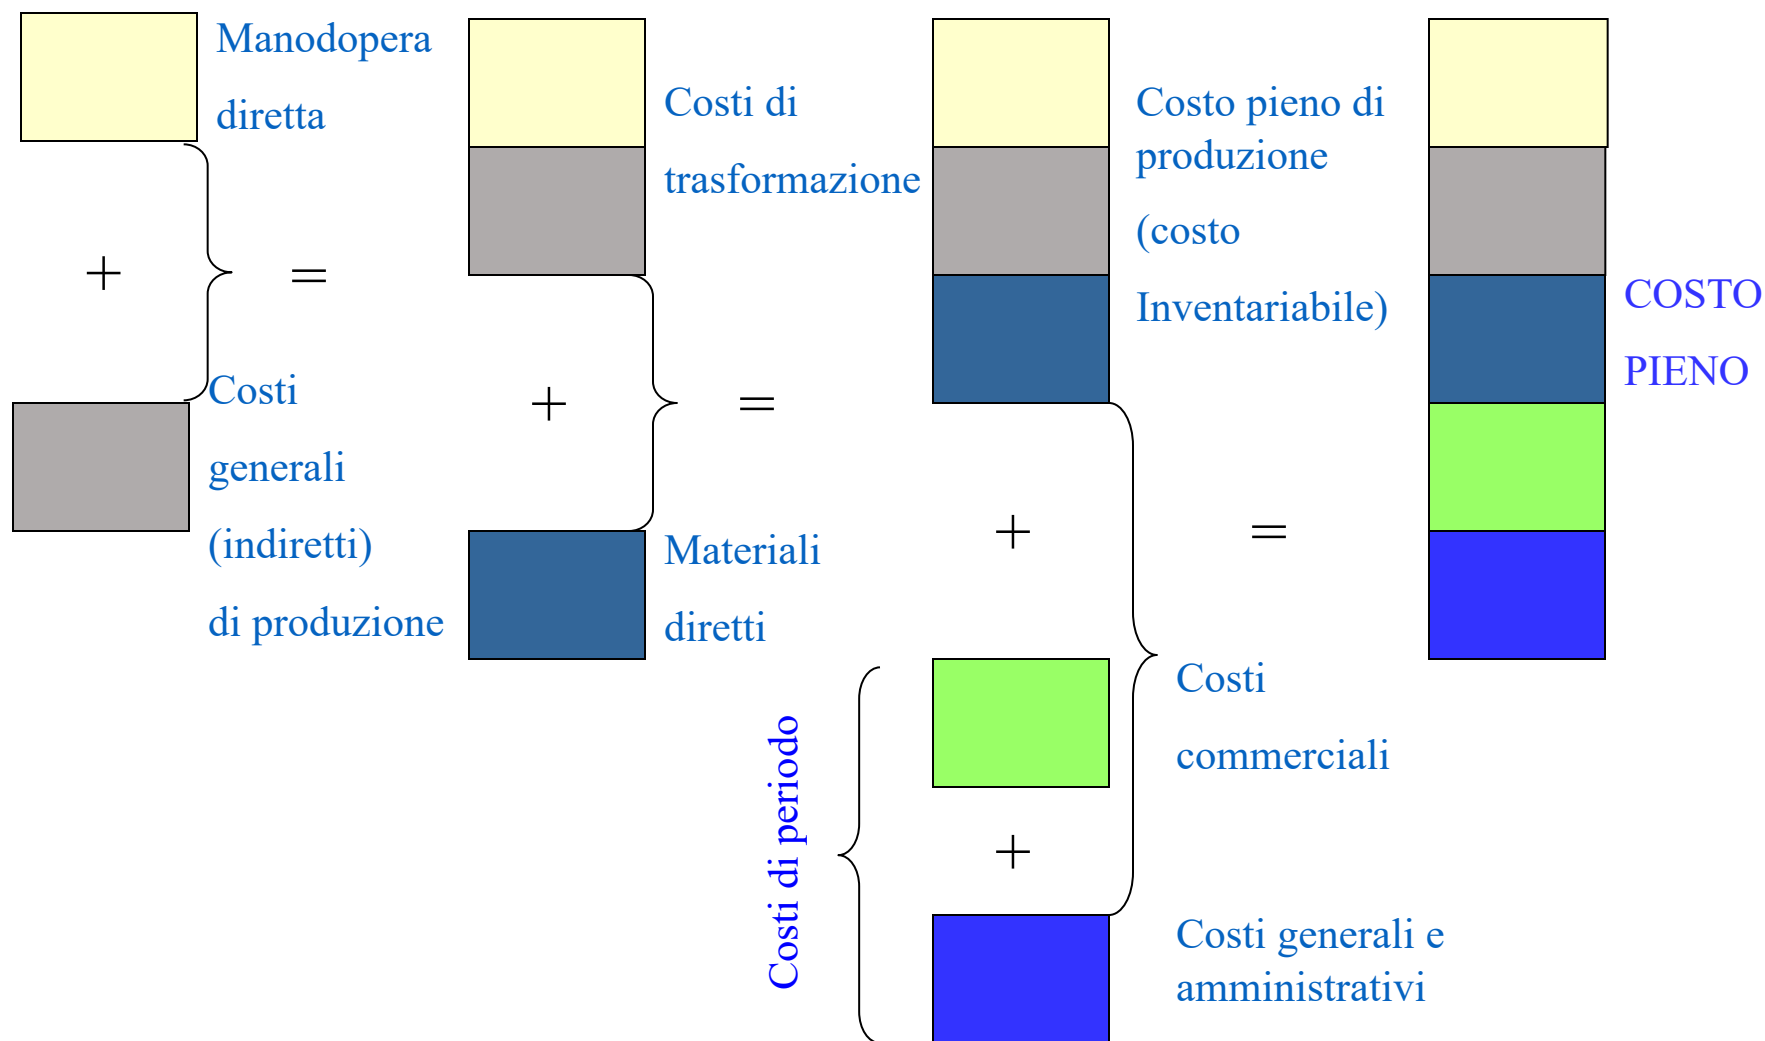 Manodopera
diretta
+
=
Costi
generali
(indiretti)
di produzione
Costi di
trasformazione
+
=
Materiali
diretti
Costo pieno di
produzione
(costo
Inventariabile)
+
=
Costi di periodo
Costi
commerciali
+
Costi generali e
amministrativi
COSTO
PIENO